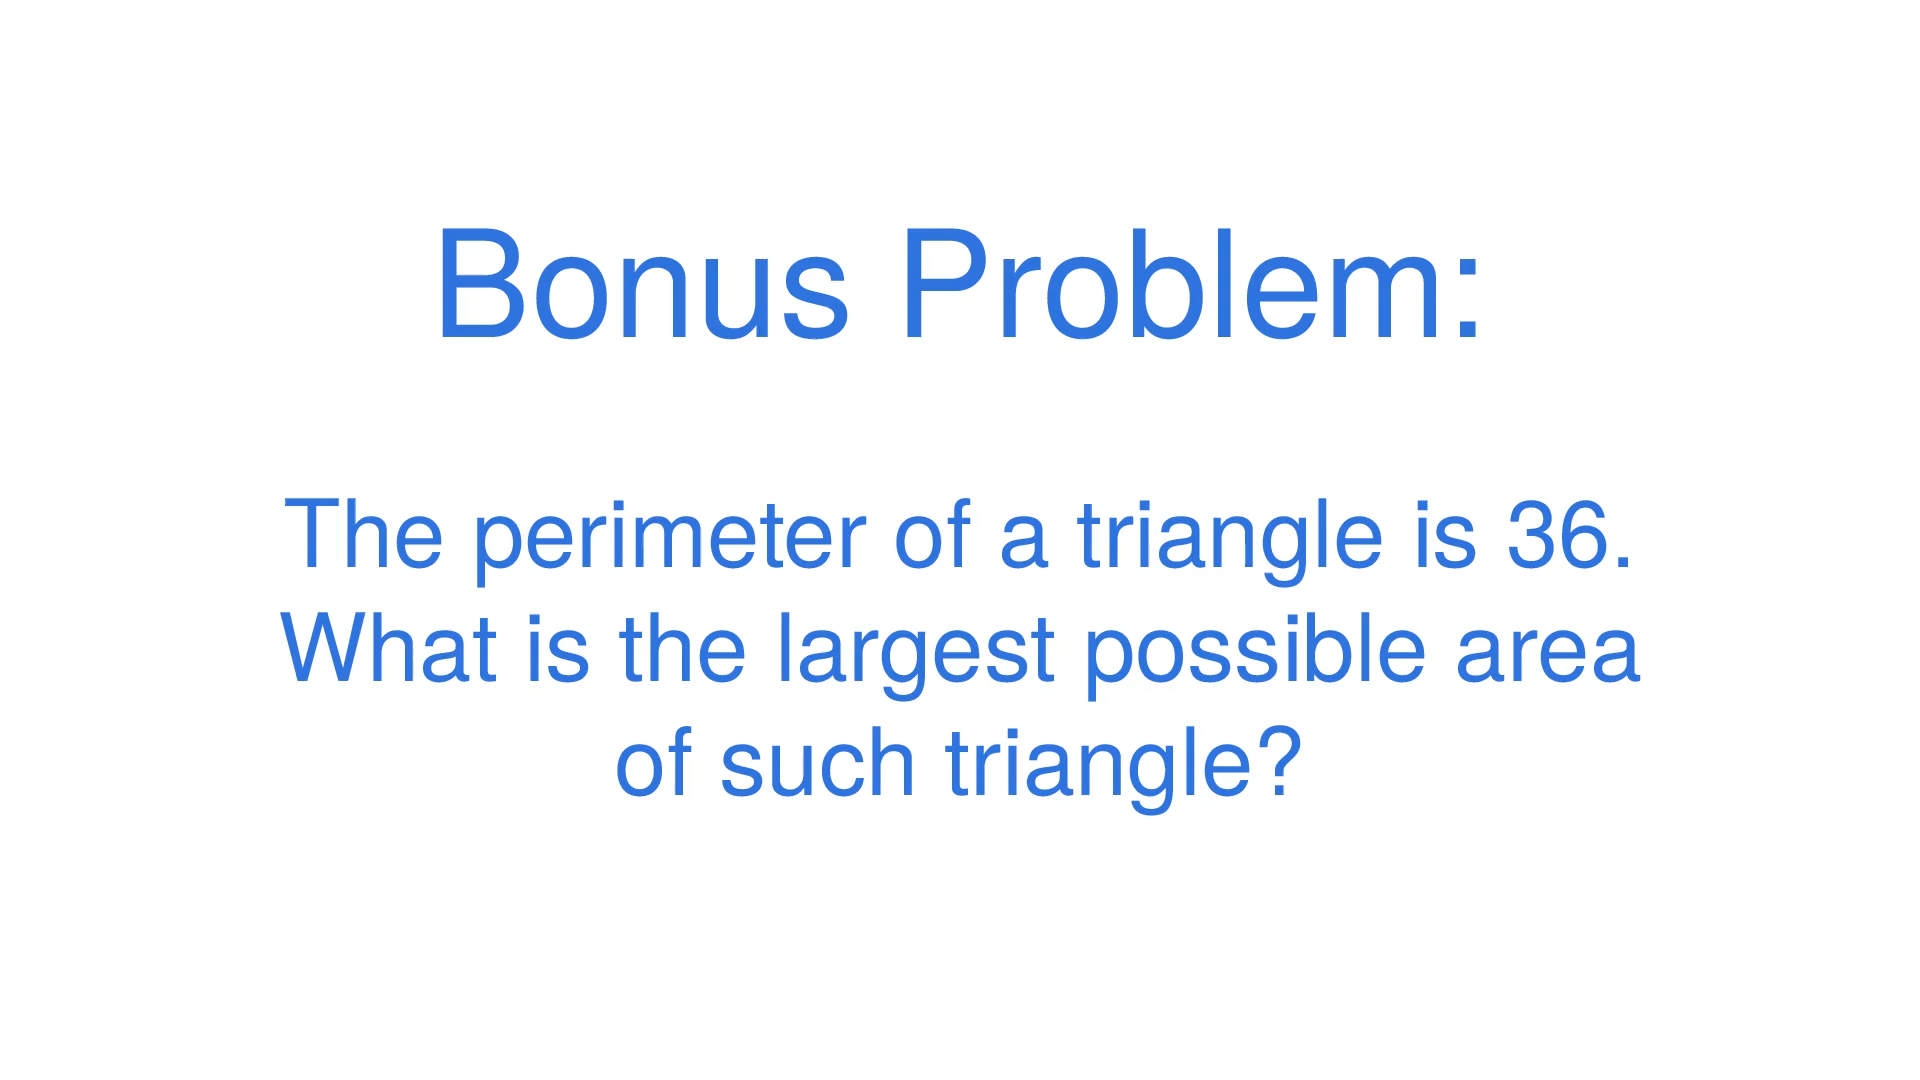 Bonus Problem:
The perimeter of a triangle is 36.
What is the largest possible area
of such triangle?